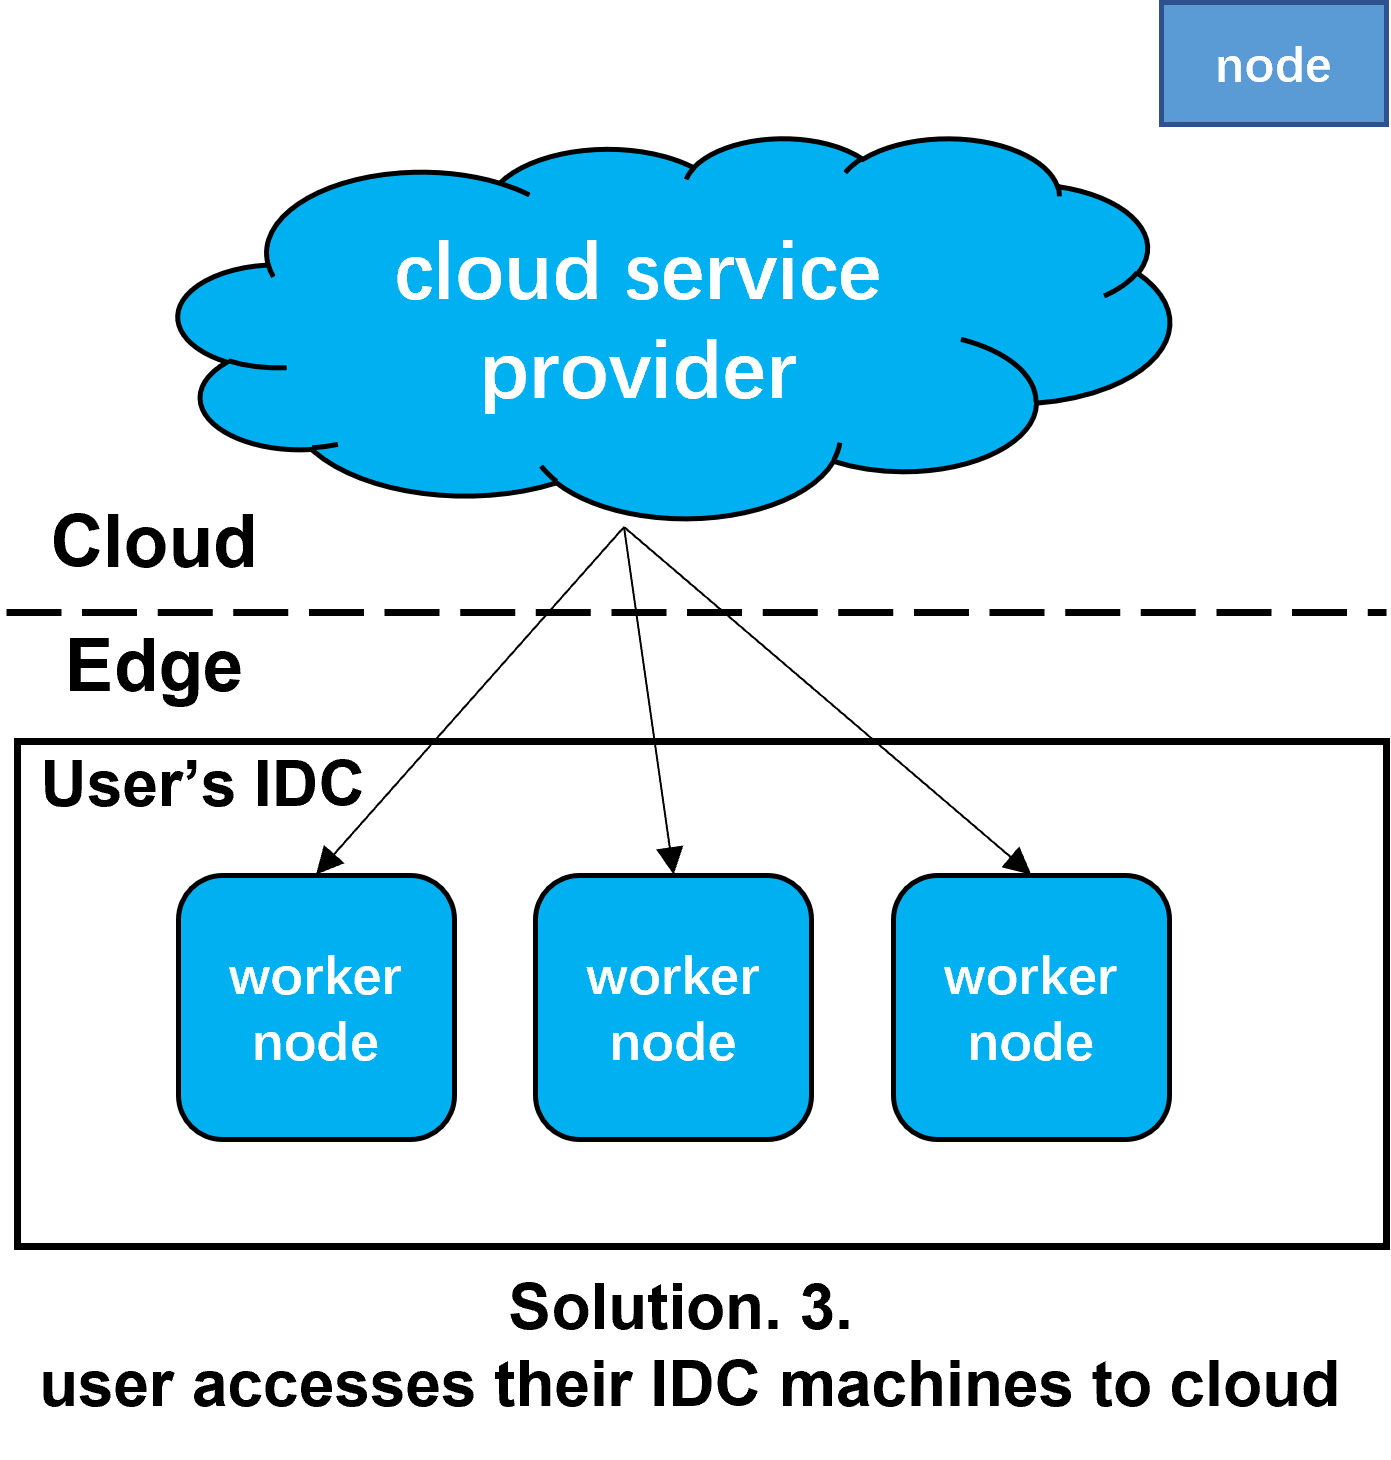 node
cloud service
provider
Cloud
Edge
User’s IDC
worker
node
worker
node
worker
node
Solution. 3.
user accesses their IDC machines to cloud